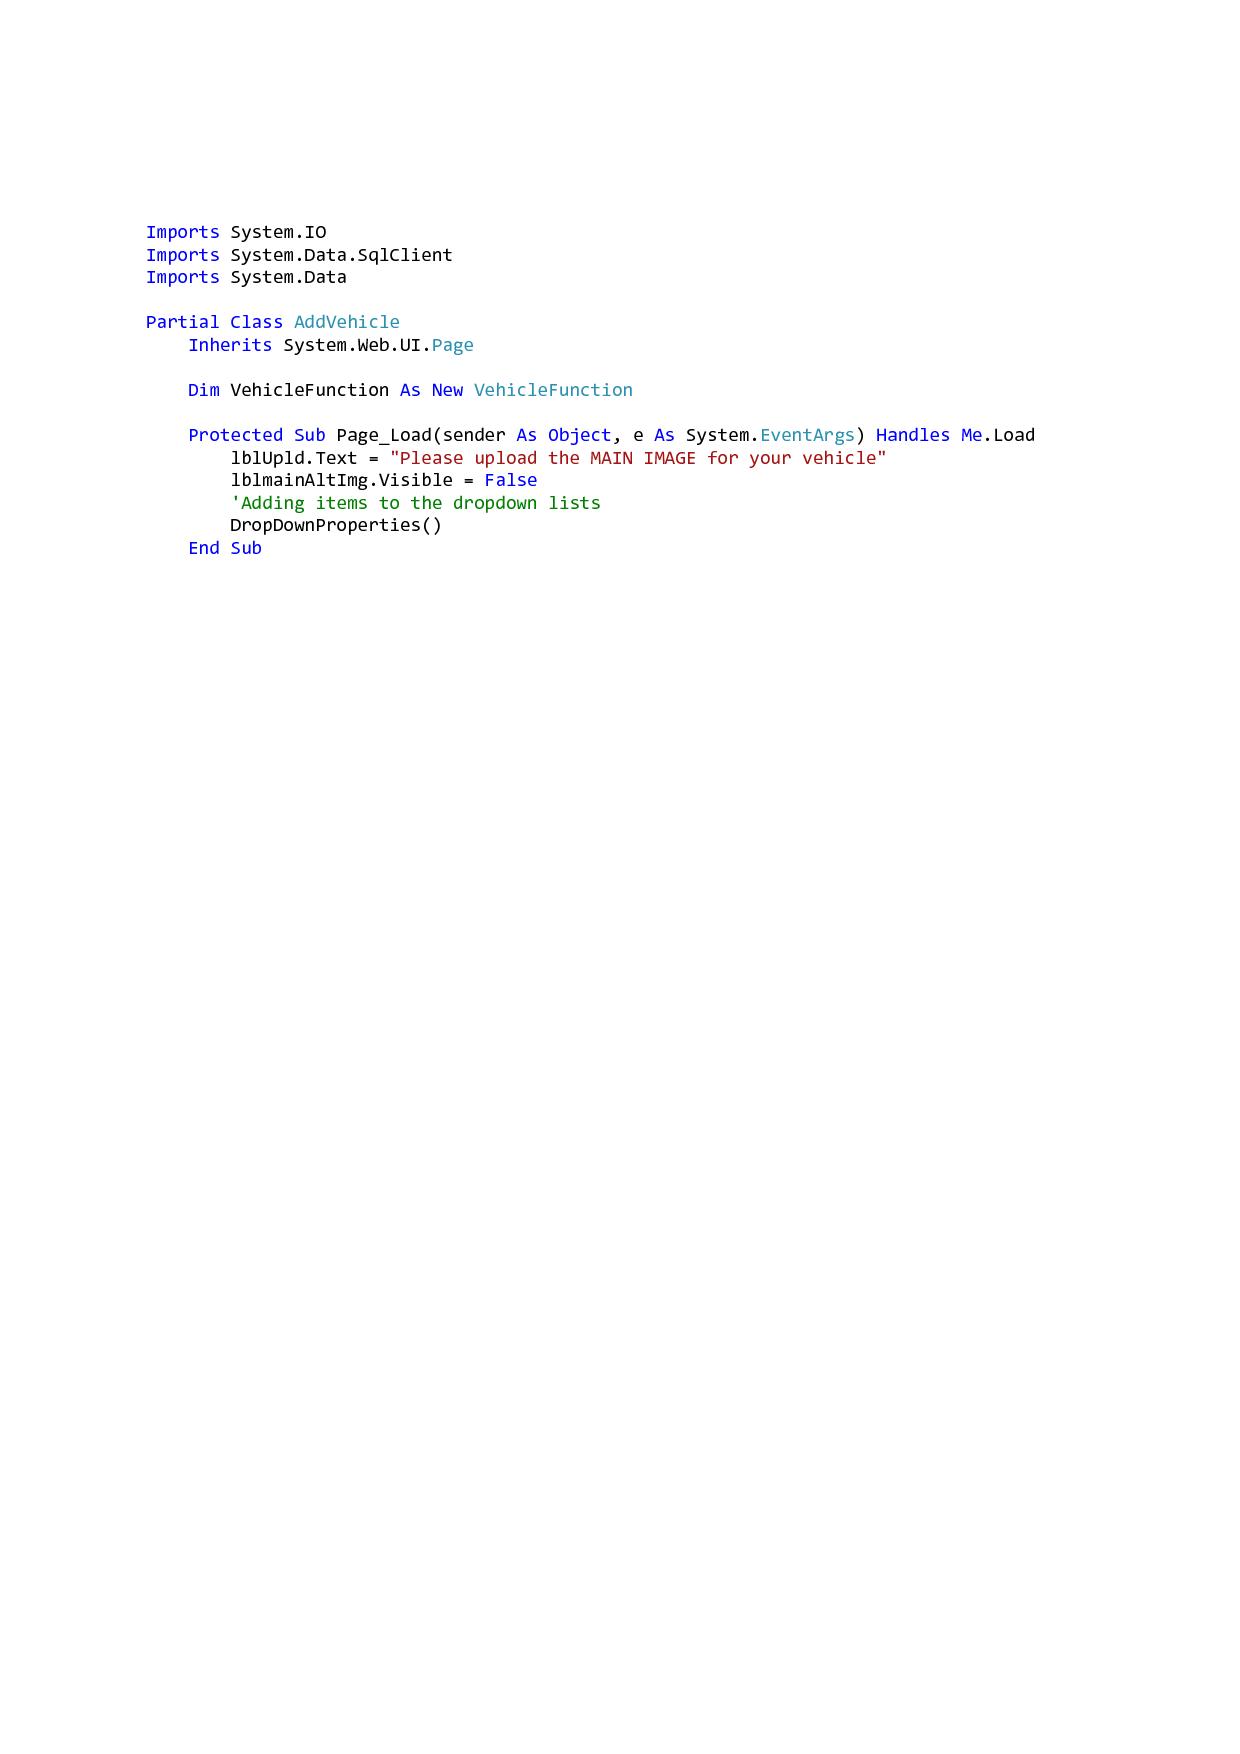 Imports System.IO
Imports System.Data.SqlClient
Imports System.Data
Partial Class AddVehicle
Inherits System.Web.UI.Page
Dim VehicleFunction As New VehicleFunction
Protected Sub Page_Load(sender As Object, e As System.EventArgs) Handles Me.Load
lblUpld.Text = "Please upload the MAIN IMAGE for your vehicle"
lblmainAltImg.Visible = False
'Adding items to the dropdown lists
DropDownProperties()
End Sub